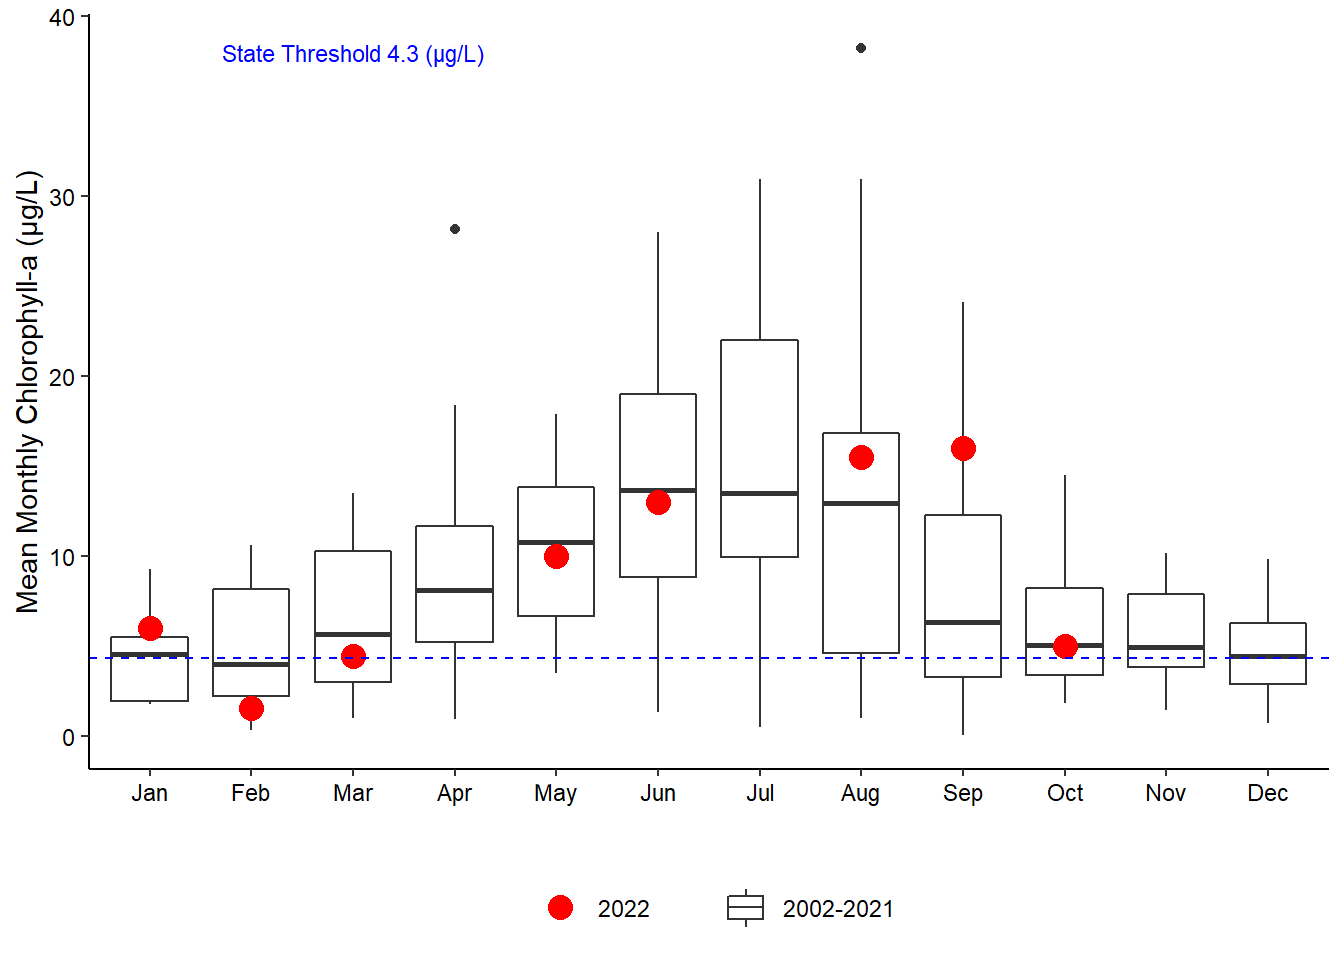 State Threshold 4.3 (µg/L)
Mean Monthly Chlorophyll-a (µg/L)
40
30
20
10
0
Jan Feb Mar Apr May Jun Jul Aug Sep Oct Nov Dec
2022 2002-2021